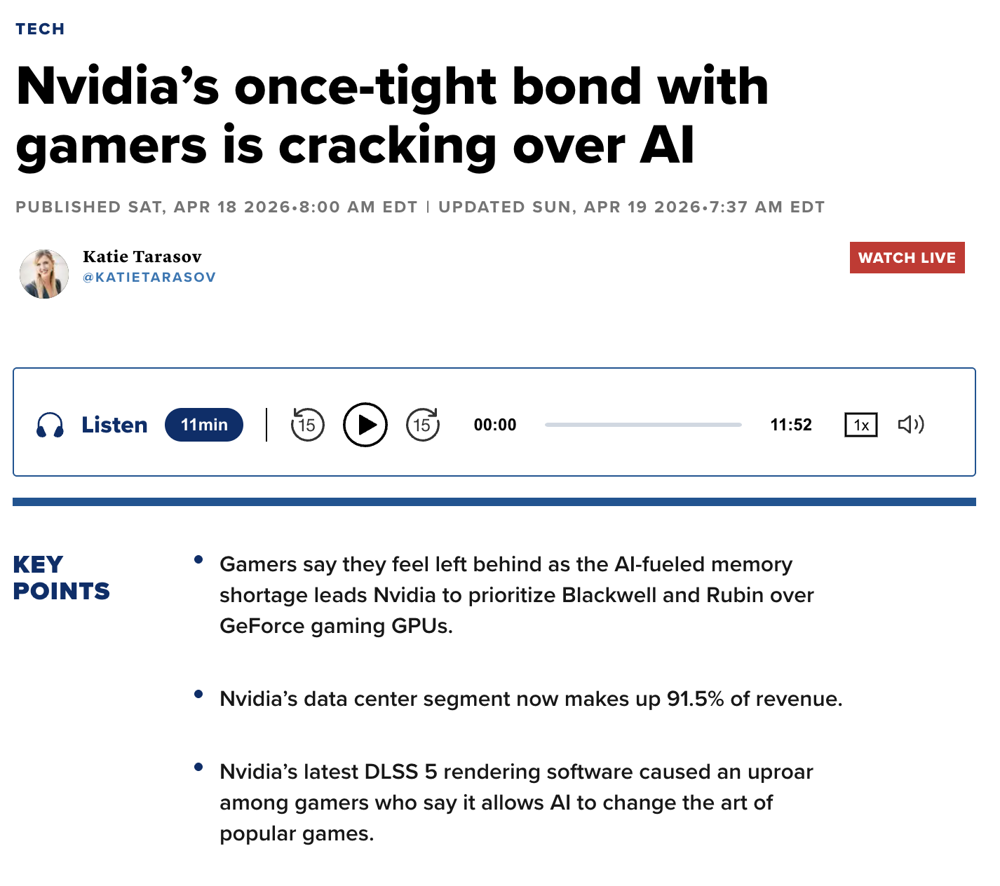 TECH
Nvidia’s once-tight bond with
gamers is cracking over AI
PUBLISHED SAT, APR 18 2026•8:00 AM EDT | UPDATED SUN, APR 19 2026•7:37 AM EDT
Katie Tarasov
@KATIETARASOV
WATCH LIVE
Listen 11min 15 15 00:00 11:52 1x
KEY
POINTS
• Gamers say they feel left behind as the AI-fueled memory
shortage leads Nvidia to prioritize Blackwell and Rubin over
GeForce gaming GPUs.
• Nvidia’s data center segment now makes up 91.5% of revenue.
• Nvidia’s latest DLSS 5 rendering software caused an uproar
among gamers who say it allows AI to change the art of
popular games.